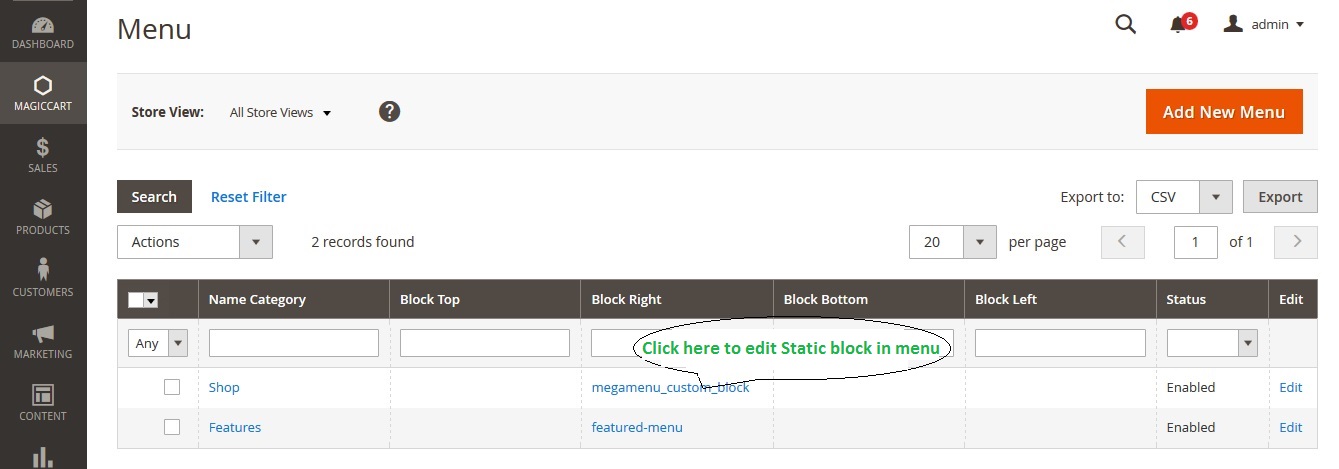 Menu
6
admin
DASHBOARD
MAGICCART
Store View: All Store Views ? Add New Menu
$
SALES
Search Reset Filter Export to: CSV Export
PRODUCTS
Actions 2 records found 20 per page 1 of 1
CUSTOMERS
Name Category Block Top Block Right Block Bottom Block Left Status Edit
Any
Click here to edit Static block in menu
MARKETING
Shop megamenu_custom_block Enabled Edit
CONTENT
Features featured-menu Enabled Edit